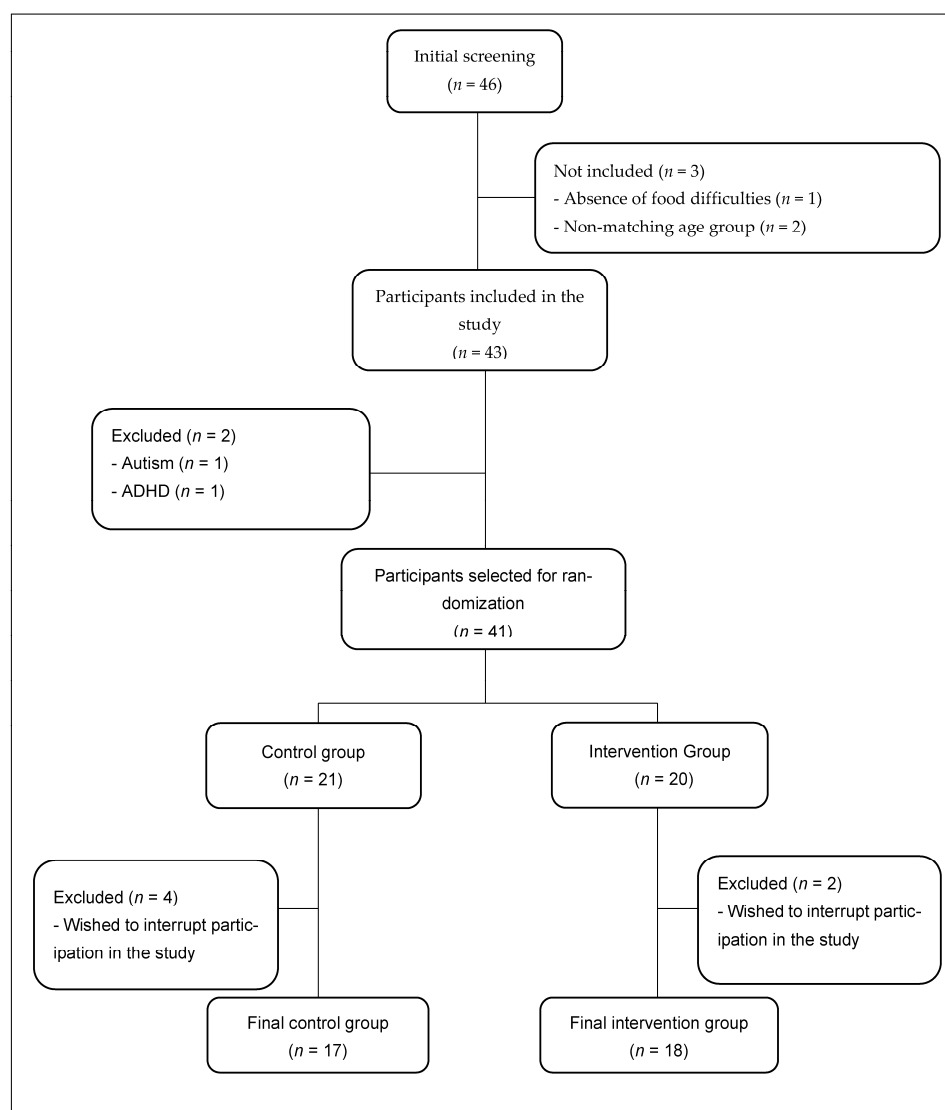 Initial screening
(n = 46)
Not included (n = 3)
- Absence of food difficulties (n = 1)
- Non-matching age group (n = 2)
Participants included in the
study
(n = 43)
Excluded (n = 2)
- Autism (n = 1)
- ADHD (n = 1)
Participants selected for ran-
domization
(n = 41)
Control group
(n = 21)
Intervention Group
(n = 20)
Excluded (n = 4)
- Wished to interrupt partic-
ipation in the study
Excluded (n = 2)
- Wished to interrupt partic-
ipation in the study
Final control group
(n = 17)
Final intervention group
(n = 18)